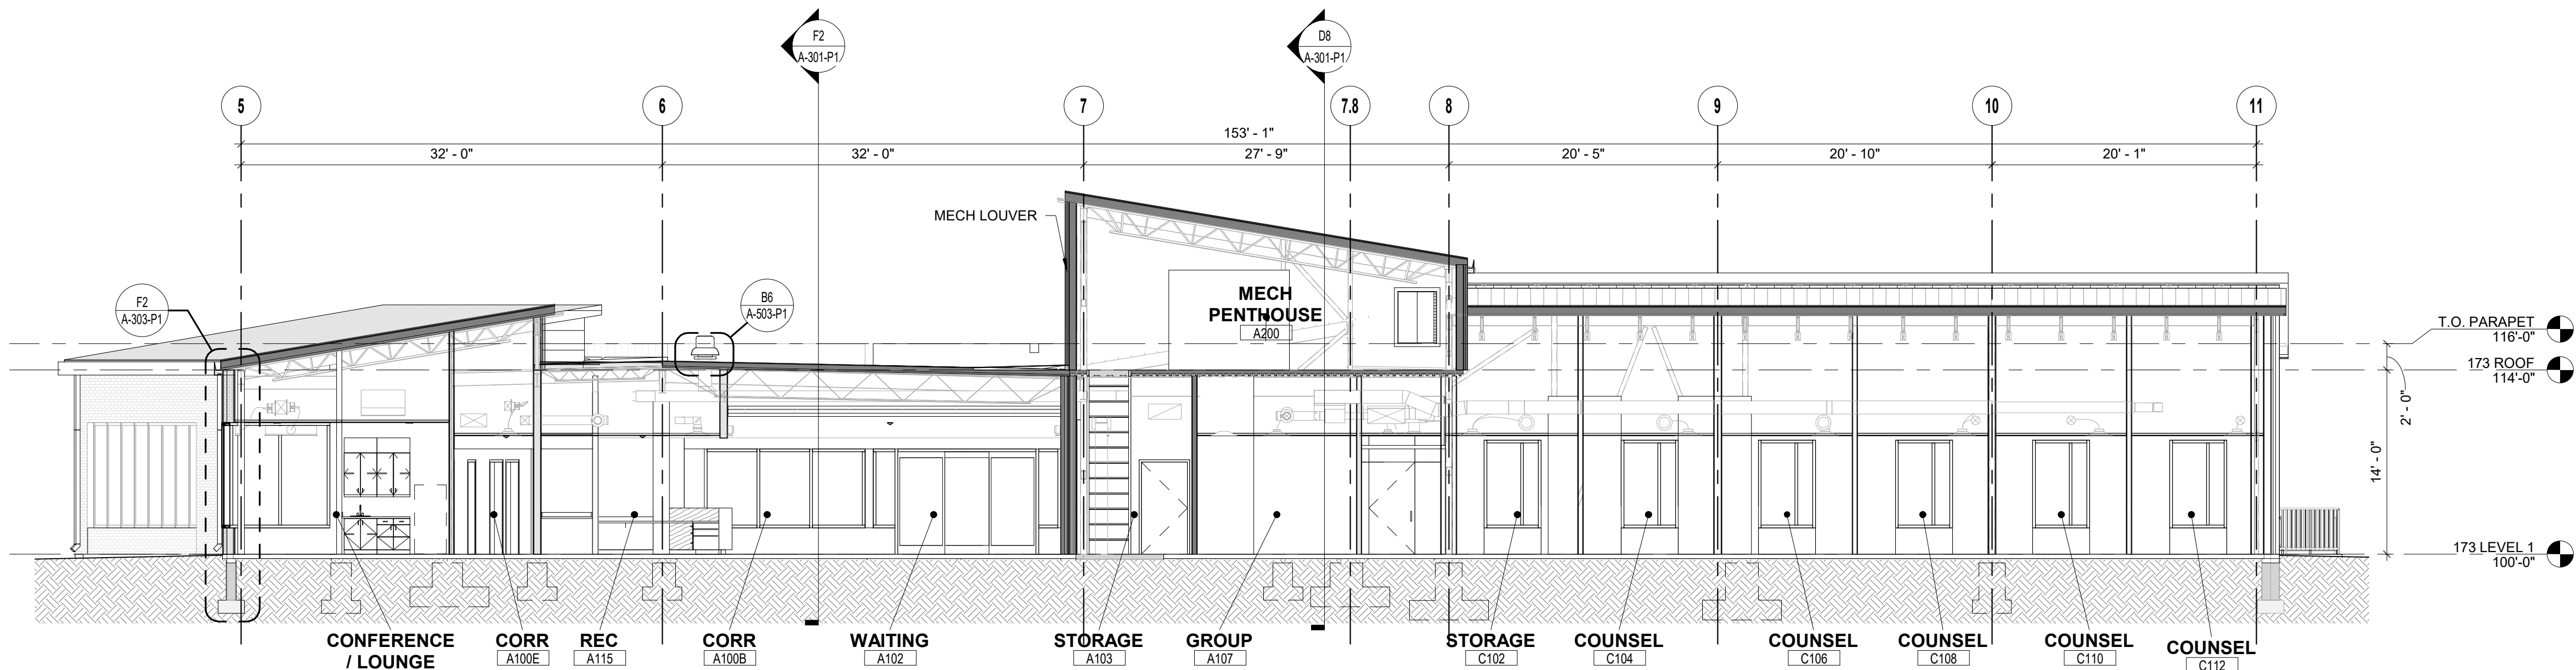 F2
A-301-P1
D8
A-301-P1
5
6
7
7.8
8
9
10
11
153' - 1"
32' - 0"
32' - 0"
27' - 9"
20' - 5"
20' - 10"
20' - 1"
MECH LOUVER
F2
A-303-P1
B6
A-503-P1
MECH
PENTHOUSE
A200
T.O. PARAPET
116'-0"
173 ROOF
114'-0"
2' - 0"
14' - 0"
173 LEVEL 1
100'-0"
CONFERENCE
/ LOUNGE
CORR
A100E
REC
A115
CORR
A100B
WAITING
A102
STORAGE
A103
GROUP
A107
STORAGE
C102
COUNSEL
C104
COUNSEL
C106
COUNSEL
C108
COUNSEL
C110
COUNSEL
C112